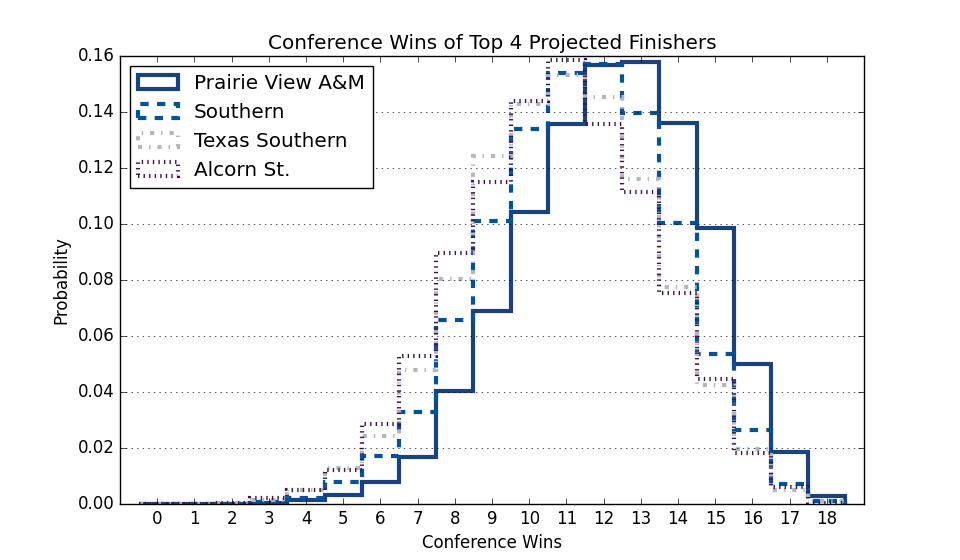 Conference Wins of Top 4 Projected Finishers
0.16
0.14
0.12
0.10
0.08
0.06
0.04
0.02
0.00
Probability
Prairie View A&M
Southern
Texas Southern
Alcorn St.
0 1 2 3 4 5 6 7 8 9 10 11 12 13 14 15 16 17 18
Conference Wins